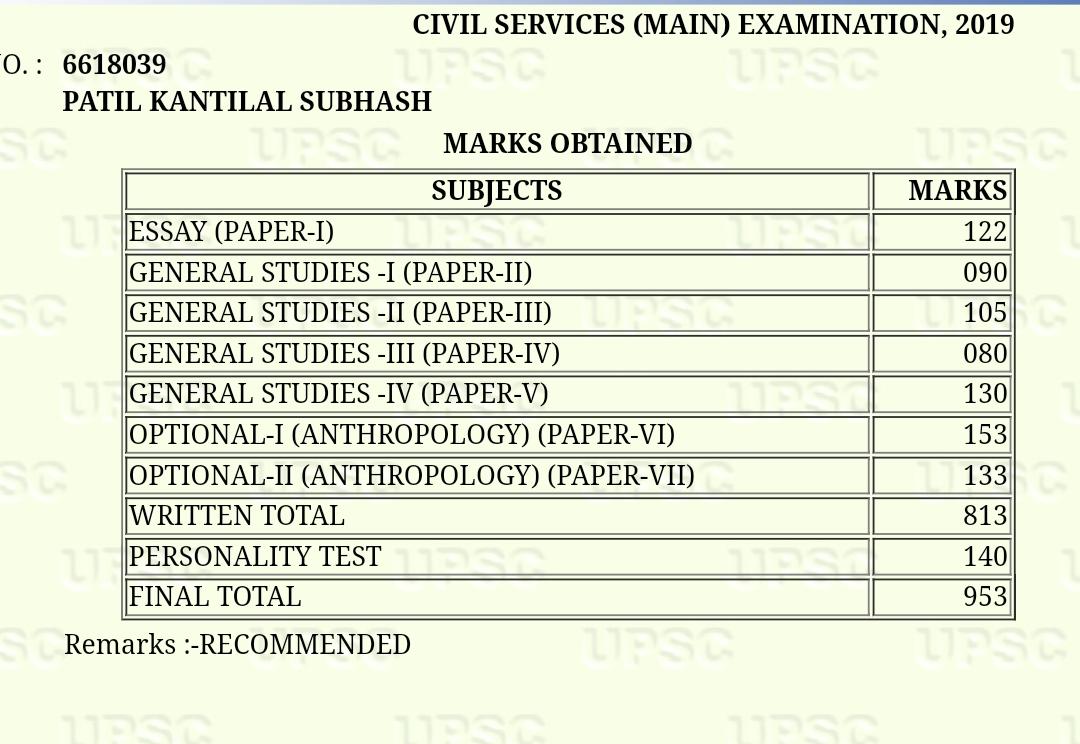 CIVIL SERVICES (MAIN) EXAMINATION, 2019
O. : 6618039
PATIL KANTILAL SUBHASH
MARKS OBTAINED
SUBJECTS MARKS
ESSAY (PAPER-I) 122
GENERAL STUDIES -I (PAPER-II) 090
GENERAL STUDIES -II (PAPER-III) 105
GENERAL STUDIES -III (PAPER-IV) 080
GENERAL STUDIES -IV (PAPER-V) 130
OPTIONAL-I (ANTHROPOLOGY) (PAPER-VI) 153
OPTIONAL-II (ANTHROPOLOGY) (PAPER-VII) 133
WRITTEN TOTAL 813
PERSONALITY TEST 140
FINAL TOTAL 953
Remarks :-RECOMMENDED